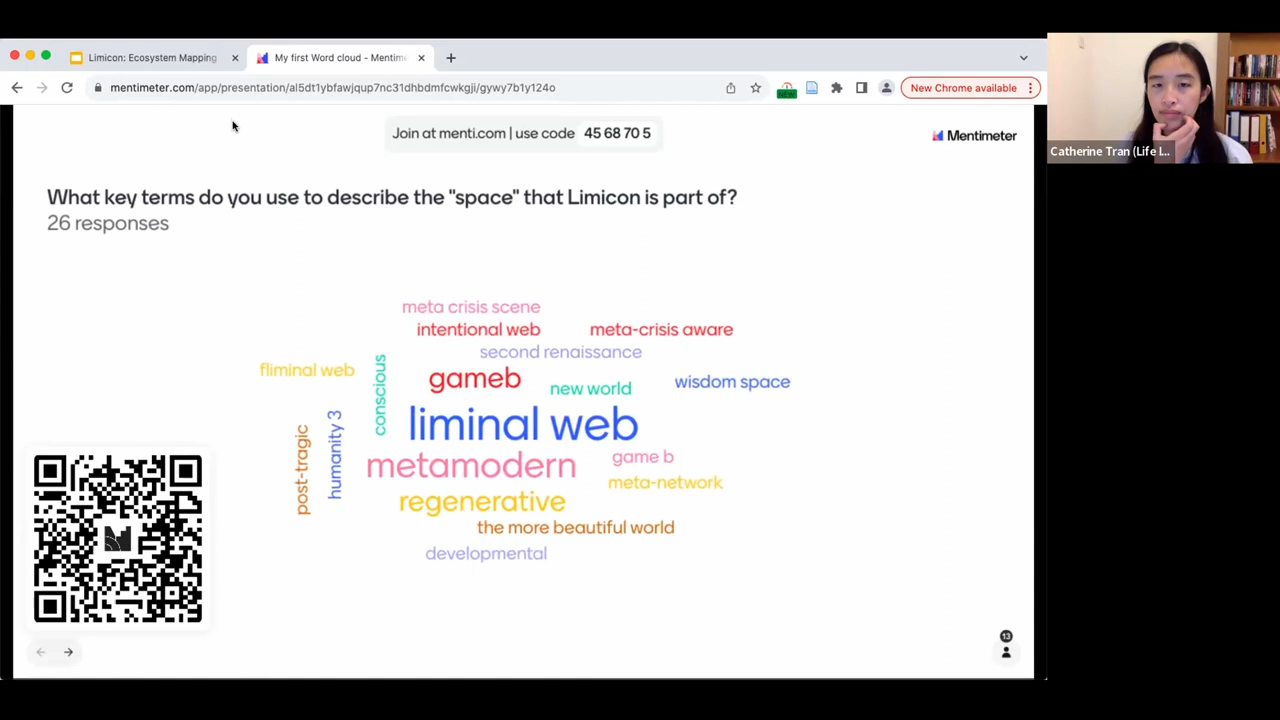 Limicon: Ecosystem Mapping
My first Word cloud - Mentime
mentimeter.com/app/presentation/al5dt1ybfawjqup7nc31dhbdmfcwkgji/gywy7b1y124o
NEW
New Chrome available
Join at menti.com | use code 45 68 70 5
Mentimeter
What key terms do you use to describe the "space" that Limicon is part of?
26 responses
meta crisis scene
intentional web
meta-crisis aware
second renaissance
fliminal web
conscious
gameb
new world
wisdom space
liminal web
post-tragic
humanity 3
metamodern
game b
meta-network
regenerative
the more beautiful world
developmental
13
Catherine Tran (Life I...